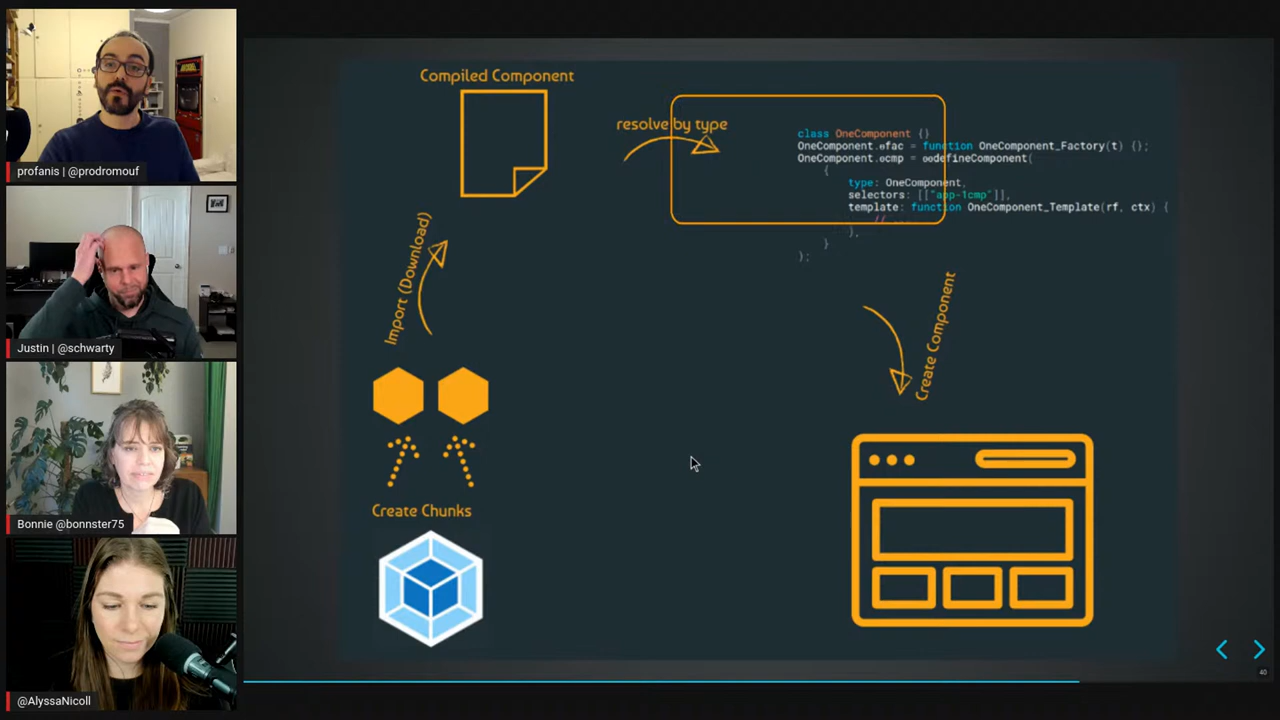 profanis | @prodromouf
Justin | @schwarty
Bonnie @bonnster75
@AlyssaNicoll
Compiled Component
resolve by type
class OneComponent {}
OneComponent.ɵfac = function OneComponent_Factory(t) {};
OneComponent.ɵcmp = ɵɵdefineComponent(
{
type: OneComponent,
selectors: [["app-1cmp"]],
template: function OneComponent_Template(rf, ctx) {
//
},
}
);
Import (Download)
Create Component
Create Chunks
40